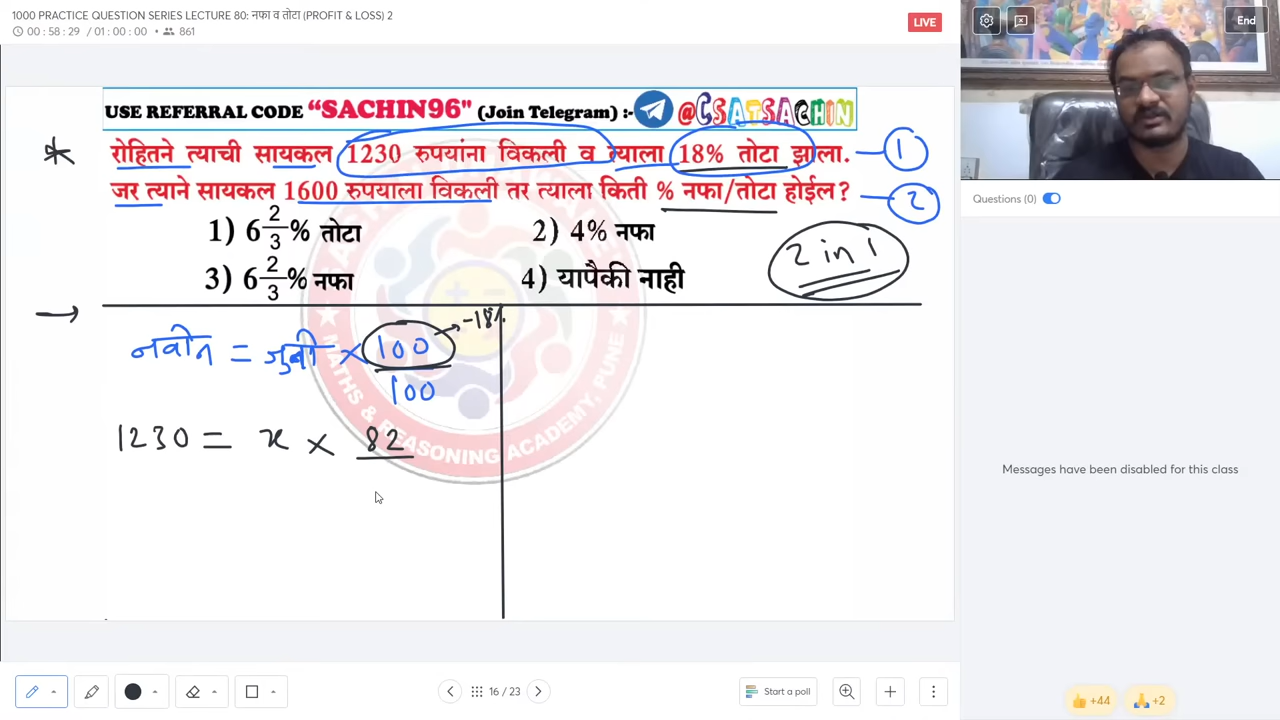 1000 PRACTICE QUESTION SERIES LECTURE 80: नफा व तोटा (PROFIT & LOSS) 2
00 : 58 : 29 / 01 : 00 : 00 • 861
LIVE
End
USE REFERRAL CODE “SACHIN96” (Join Telegram) :- @CSATSACHIN
* रोहितने त्याची सायकल 1230 रुपयांना विकली व त्याला 18% तोटा झाला. — 1
जर त्याने सायकल 1600 रुपयाला विकली तर त्याला किती % नफा/तोटा होईल? — 2
1) 6 2/3 % तोटा 2) 4% नफा
3) 6 2/3 % नफा 4) यापैकी नाही
2 in 1
→
-18%
नवीन = जुनी × 100
100
1230 = x × 82
MATHS & REASONING ACADEMY, PUNE
Questions (0)
Messages have been disabled for this class
16 / 23
Start a poll
+44
+2